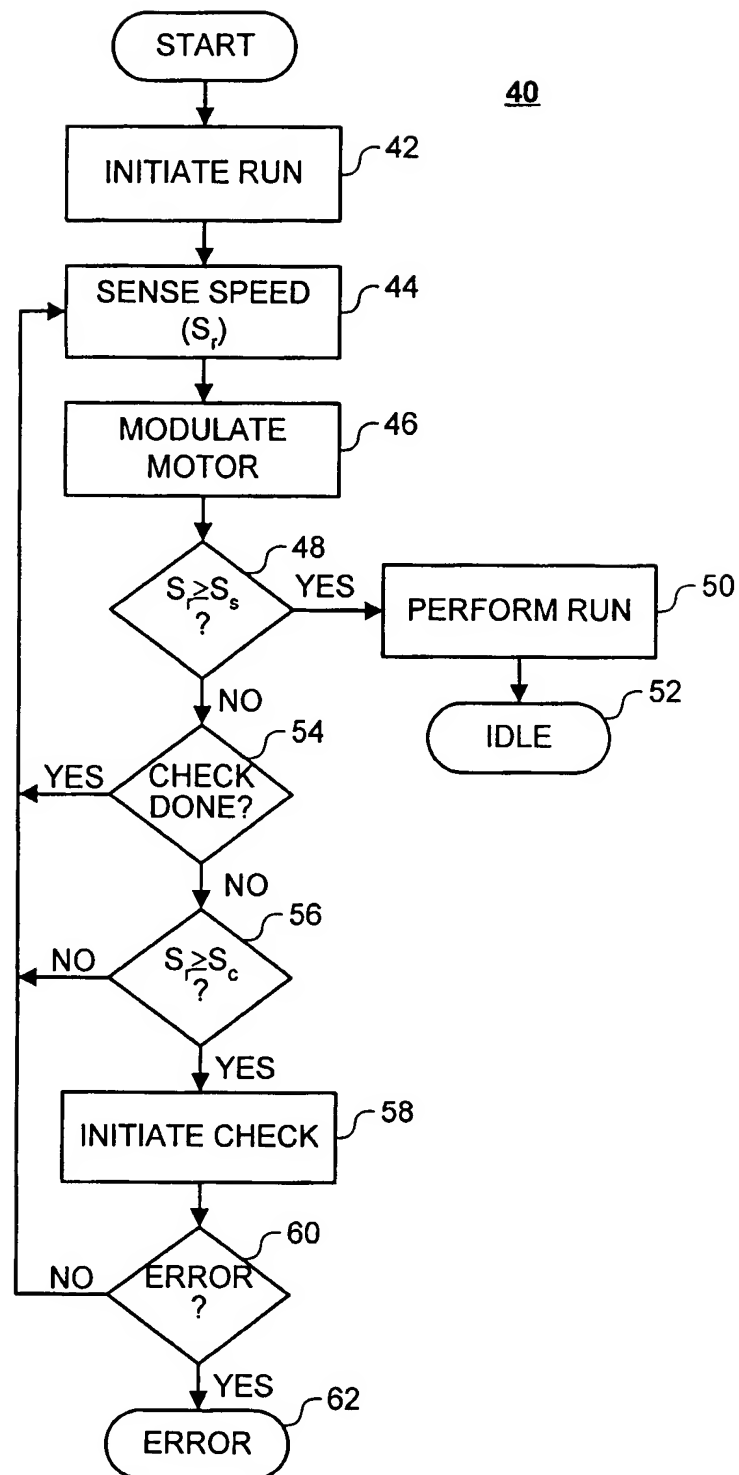 START
40
INITIATE RUN
42
SENSE SPEED
(Sr)
44
MODULATE
MOTOR
46
Sr≥Ss
?
48
YES
PERFORM RUN
50
IDLE
52
NO
CHECK
DONE?
54
YES
NO
Sr≥Sc
?
56
NO
YES
INITIATE CHECK
58
ERROR
?
60
NO
YES
ERROR
62